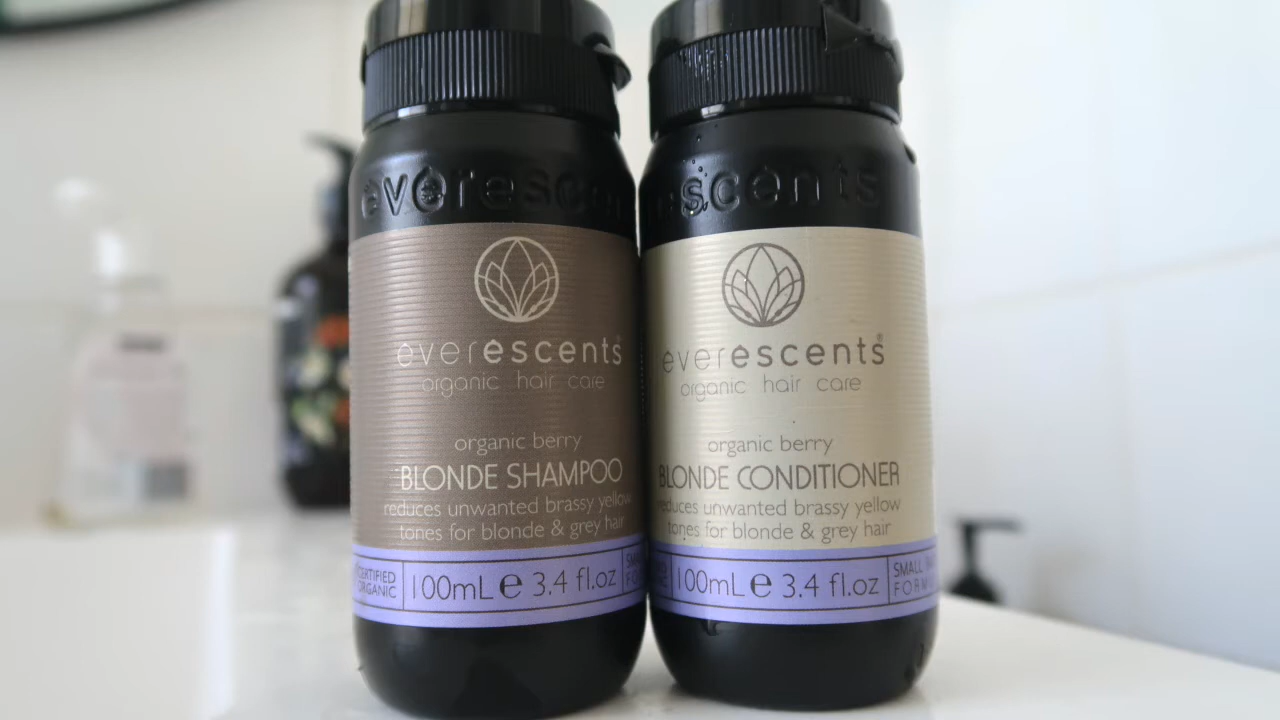 everescen
everescents®
organic hair care
organic berry
BLONDE SHAMPOO
reduces unwanted brassy yellow
tones for blonde & grey hair
CERTIFIED
ORGANIC
100mL e 3.4 fl.oz
escents
everescents®
organic hair care
organic berry
BLONDE CONDITIONER
reduces unwanted brassy yellow
tones for blonde & grey hair
100mL e 3.4 fl.oz
SMALL
FORM